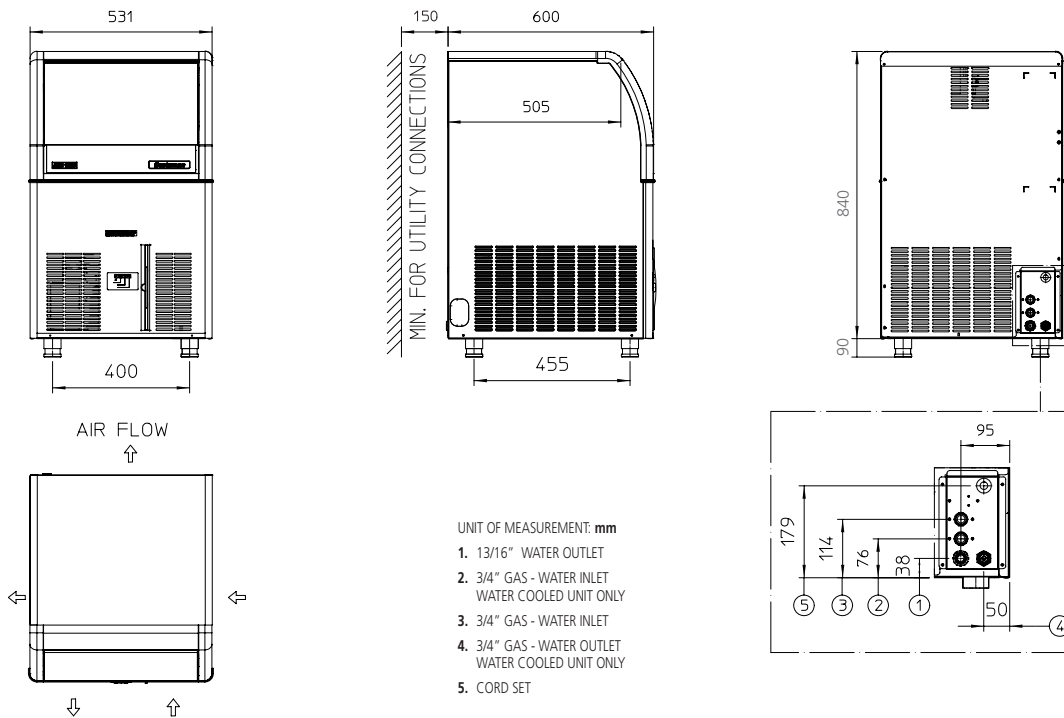 531
150
600
MIN. FOR UTILITY CONNECTIONS
505
840
90
400
455
AIR FLOW
UNIT OF MEASUREMENT: mm
1. 13/16" WATER OUTLET
2. 3/4" GAS - WATER INLET
WATER COOLED UNIT ONLY
3. 3/4" GAS - WATER INLET
4. 3/4" GAS - WATER OUTLET
WATER COOLED UNIT ONLY
5. CORD SET
95
179
114
76
38
50
5
3
2
1
4